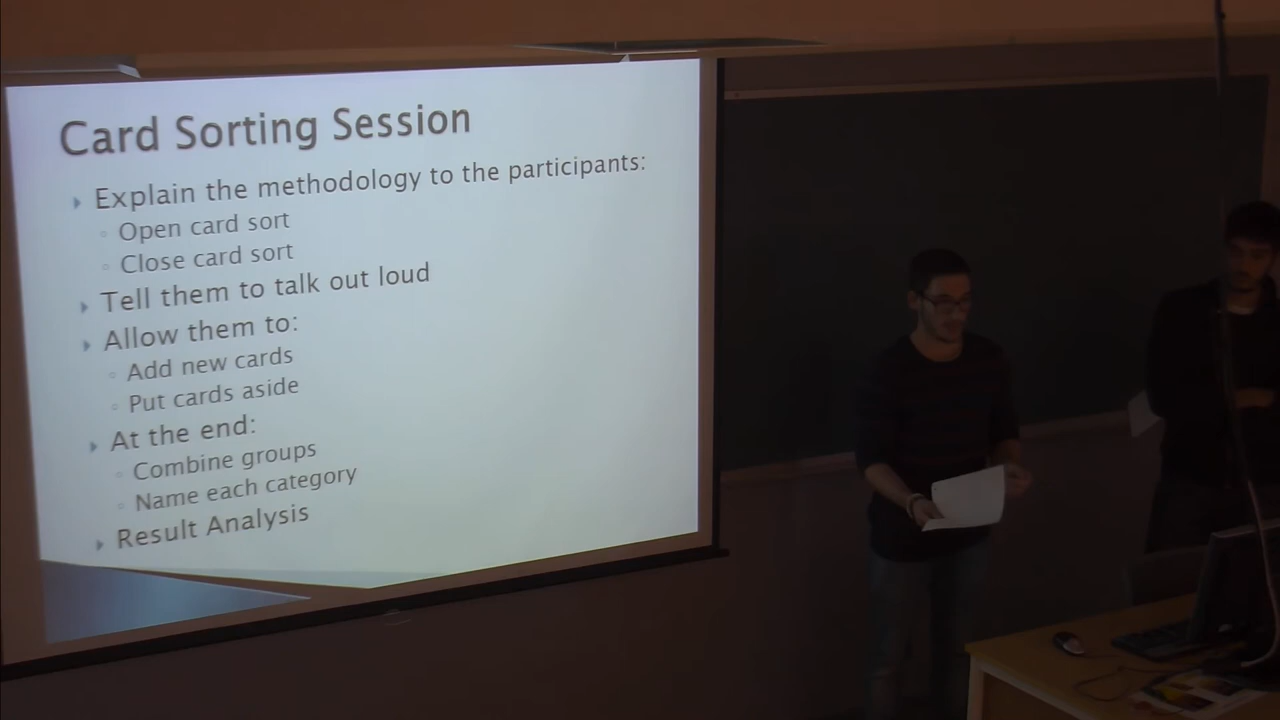 Card Sorting Session
Explain the methodology to the participants:
Open card sort
Close card sort
Tell them to talk out loud
Allow them to:
Add new cards
Put cards aside
At the end:
Combine groups
Name each category
Result Analysis